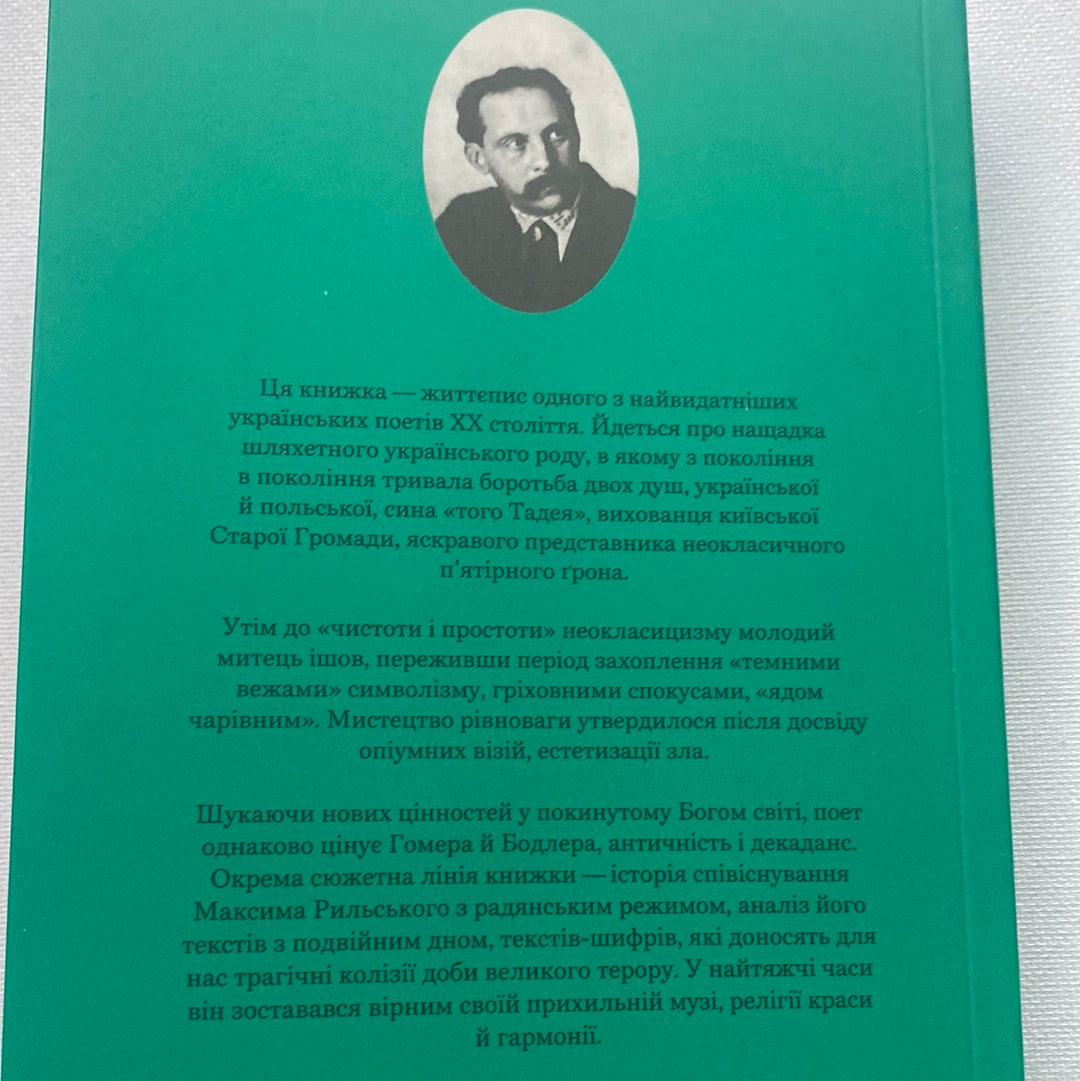 Ця книжка — життєпис одного з найвидатніших
українських поетів ХХ століття. Йдеться про нащадка
шляхетного українського роду, в якому з покоління
в покоління тривала боротьба двох душ, української
й польської, сина «того Тадея», вихованця київської
Старої Громади, яскравого представника неокласичного
п'ятірного ґрона.
Утім до «чистоти і простоти» неокласицизму молодий
митець ішов, переживши період захоплення «темними
вежами» символізму, гріховними спокусами, «ядом
чарівним». Мистецтво рівноваги утвердилося після досвіду
опіумних візій, естетизації зла.
Шукаючи нових цінностей у покинутому Богом світі, поет
однаково цінує Гомера й Бодлера, античність і декаданс.
Окрема сюжетна лінія книжки — історія співіснування
Максима Рильського з радянським режимом, аналіз його
текстів з подвійним дном, текстів-шифрів, які доносять для
нас трагічні колізії доби великого терору. У найтяжчі часи
він зоставався вірним своїй прихильній музі, релігії краси
й гармонії.